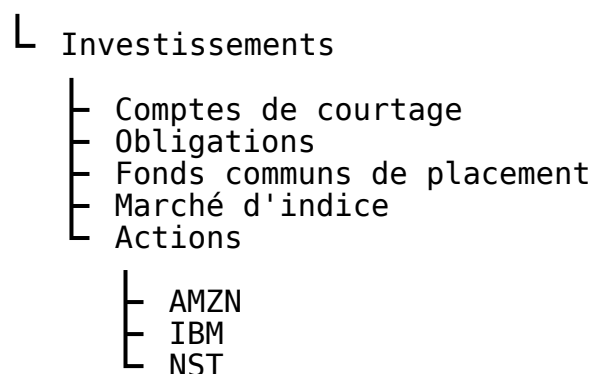 Investissements
Comptes de courtage
Obligations
Fonds communs de placement
Marché d'indice
Actions
AMZN
IBM
NST